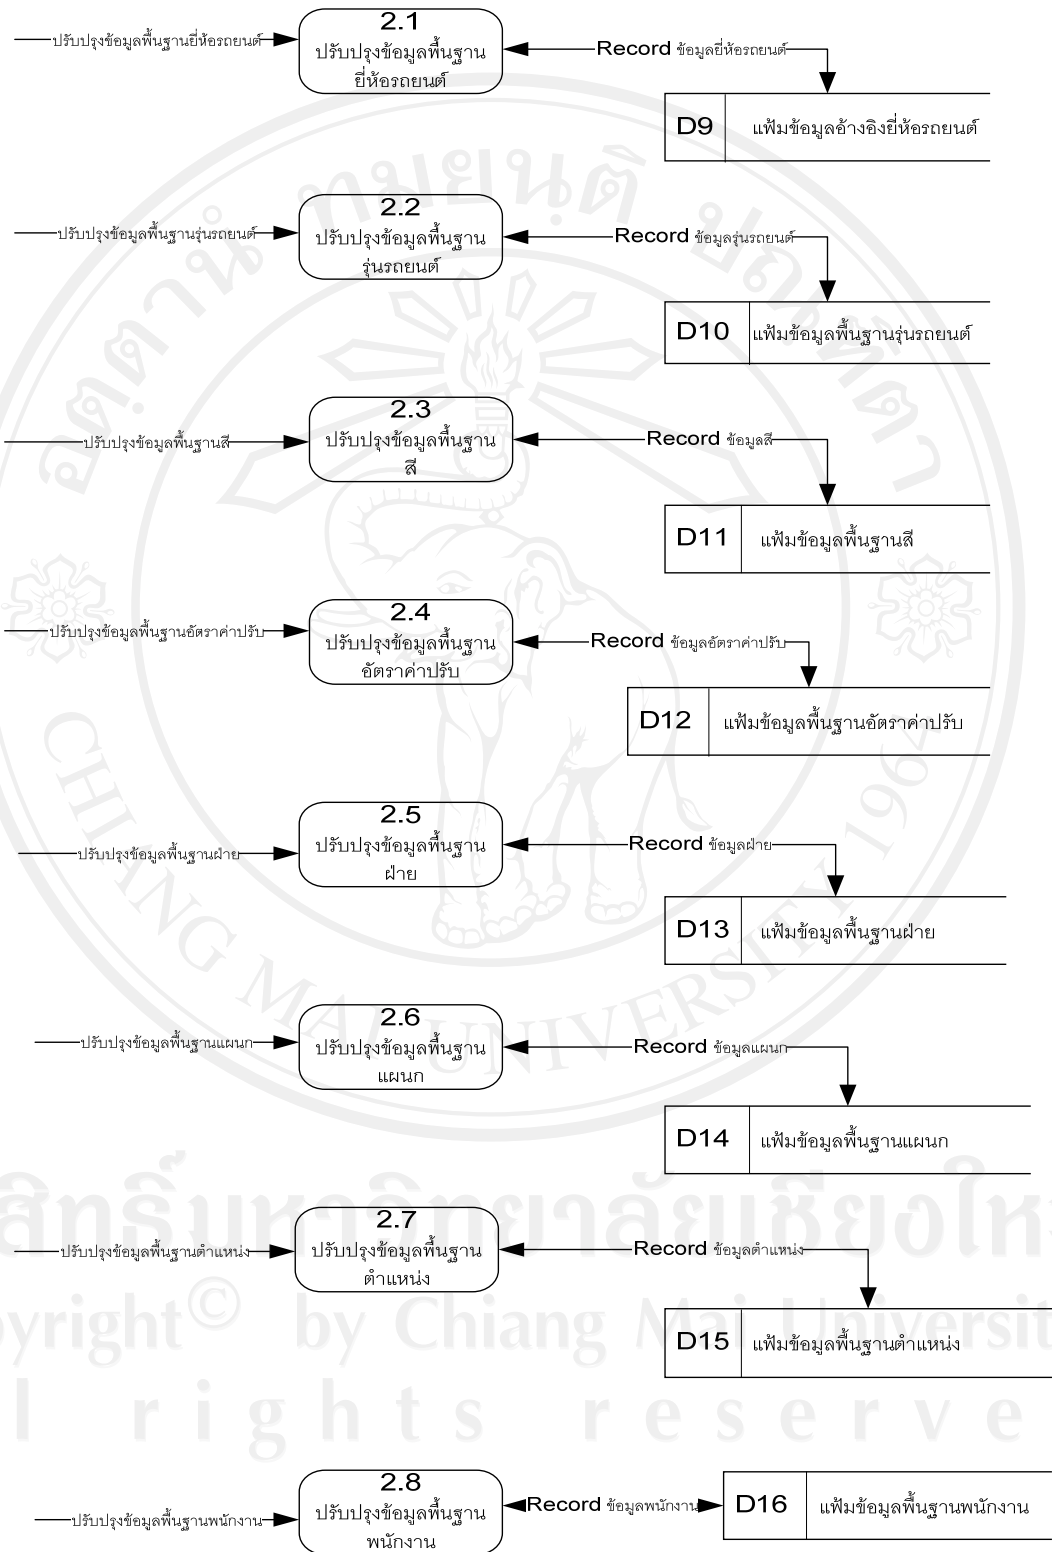 2.1
ปรับปรุงข้อมูลพื้นฐานยี่ห้อรถยนต์
ปรับปรุงข้อมูลพื้นฐาน
ยี่ห้อรถยนต์
Record ข้อมูลยี่ห้อรถยนต์
D9 แฟ้มข้อมูลอ้างอิงยี่ห้อรถยนต์
2.2
ปรับปรุงข้อมูลพื้นฐานรุ่นรถยนต์
ปรับปรุงข้อมูลพื้นฐาน
รุ่นรถยนต์
Record ข้อมูลรุ่นรถยนต์
D10 แฟ้มข้อมูลพื้นฐานรุ่นรถยนต์
2.3
ปรับปรุงข้อมูลพื้นฐานสี
ปรับปรุงข้อมูลพื้นฐาน
สี
Record ข้อมูลสี
D11 แฟ้มข้อมูลพื้นฐานสี
2.4
ปรับปรุงข้อมูลพื้นฐานอัตราค่าปรับ
ปรับปรุงข้อมูลพื้นฐาน
อัตราค่าปรับ
Record ข้อมูลอัตราค่าปรับ
D12 แฟ้มข้อมูลพื้นฐานอัตราค่าปรับ
2.5
ปรับปรุงข้อมูลพื้นฐานฝ่าย
ปรับปรุงข้อมูลพื้นฐาน
ฝ่าย
Record ข้อมูลฝ่าย
D13 แฟ้มข้อมูลพื้นฐานฝ่าย
2.6
ปรับปรุงข้อมูลพื้นฐานแผนก
ปรับปรุงข้อมูลพื้นฐาน
แผนก
Record ข้อมูลแผนก
D14 แฟ้มข้อมูลพื้นฐานแผนก
2.7
ปรับปรุงข้อมูลพื้นฐานตำแหน่ง
ปรับปรุงข้อมูลพื้นฐาน
ตำแหน่ง
Record ข้อมูลตำแหน่ง
D15 แฟ้มข้อมูลพื้นฐานตำแหน่ง
2.8
ปรับปรุงข้อมูลพื้นฐานพนักงาน
ปรับปรุงข้อมูลพื้นฐาน
พนักงาน
Record ข้อมูลพนักงาน
D16 แฟ้มข้อมูลพื้นฐานพนักงาน
CHIANG MAI UNIVERSITY 1964
by Chiang Mai
rights